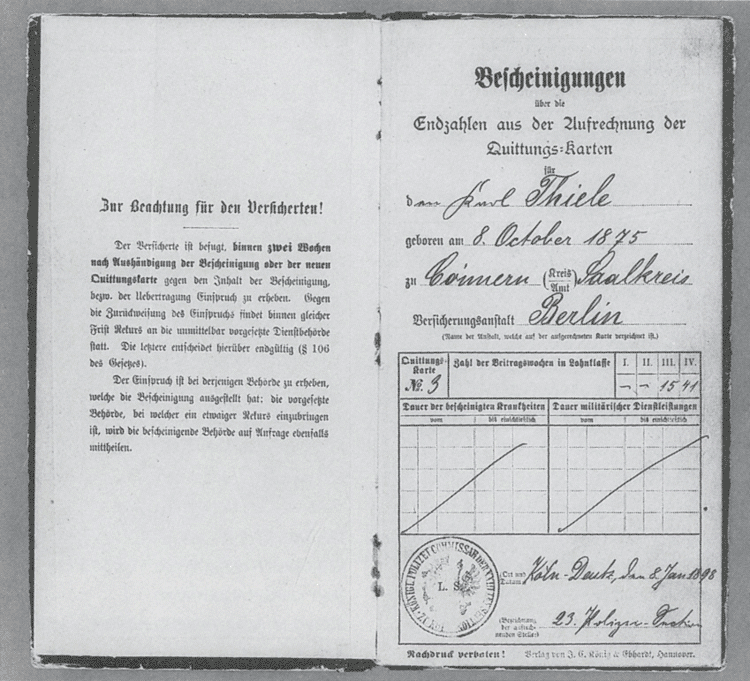 Zur Beachtung für den Versicherten!
Der Versicherte ist befugt, binnen zwei Wochen
nach Aushändigung der Bescheinigung oder der neuen
Quittungskarte gegen den Inhalt der Bescheinigung,
bezw. der Uebertragung Einspruch zu erheben. Gegen
die Zurückweisung des Einspruchs findet binnen gleicher
Frist Rekurs an die unmittelbar vorgesetzte Dienstbehörde
statt. Die letztere entscheidet hierüber endgültig (§ 106
des Gesetzes).
Der Einspruch ist bei derjenigen Behörde zu erheben,
welche die Bescheinigung ausgestellt hat: die vorgesetzte
Behörde, bei welcher ein etwaiger Rekurs einzubringen
ist, wird die bescheinigende Behörde auf Anfrage ebenfalls
mittheilen.
Bescheinigungen
über die
Endzahlen aus der Aufrechnung der
Quittungs-Karten
für
den Karl Thiele
geboren am 8. October 1875
zu Cönnern (Kreis Amt) Saalkreis
Versicherungsanstalt Berlin
(Name der Anstalt, welche auf der aufgerechneten Karte verzeichnet ist.)
Quittungs-Karte No. 3
Zahl der Beitragswochen in Lohnklasse
I. II. III. IV.
– – 15 41
Dauer der bescheinigten Krankheiten
vom bis einschließlich
Dauer militärischer Dienstleistungen
vom bis einschließlich
L. S.
Ort und Datum Köln-Deutz, den 8. Jan 1898
(Bezeichnung der aufrechnenden Stelle)
23. Polizei-Section
Nachdruck verboten! Verlag von J. C. König & Ebhardt, Hannover.